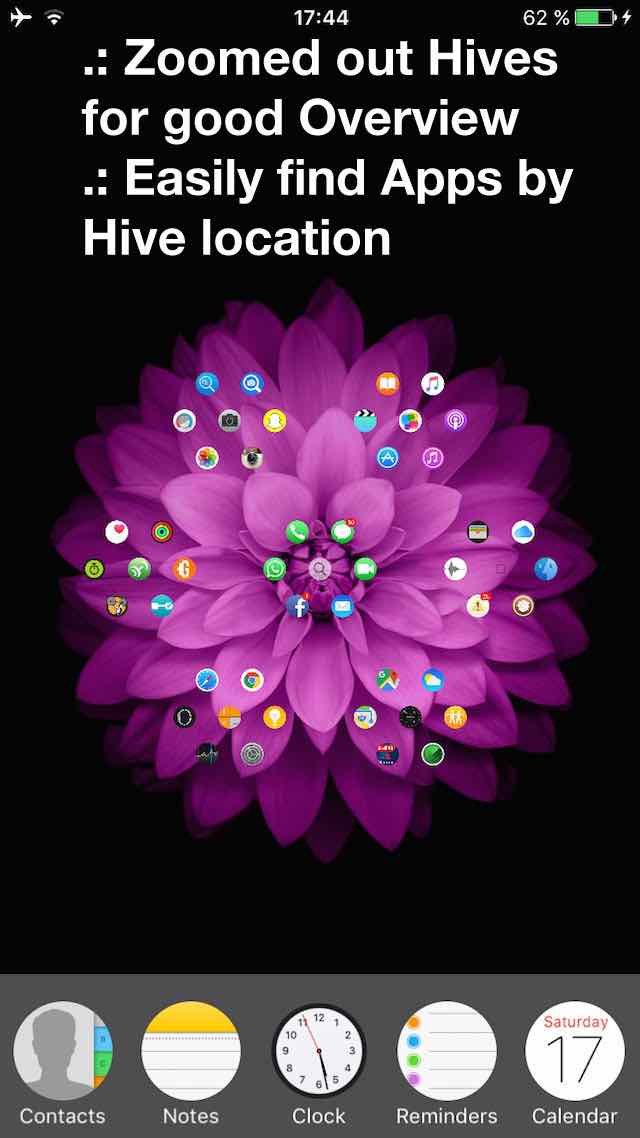 17:44
62 %
.: Zoomed out Hives
for good Overview
.: Easily find Apps by
Hive location
12
11 1
10 2
9 3
8 4
7 5
6
B
C
Saturday
17
Contacts Notes Clock Reminders Calendar